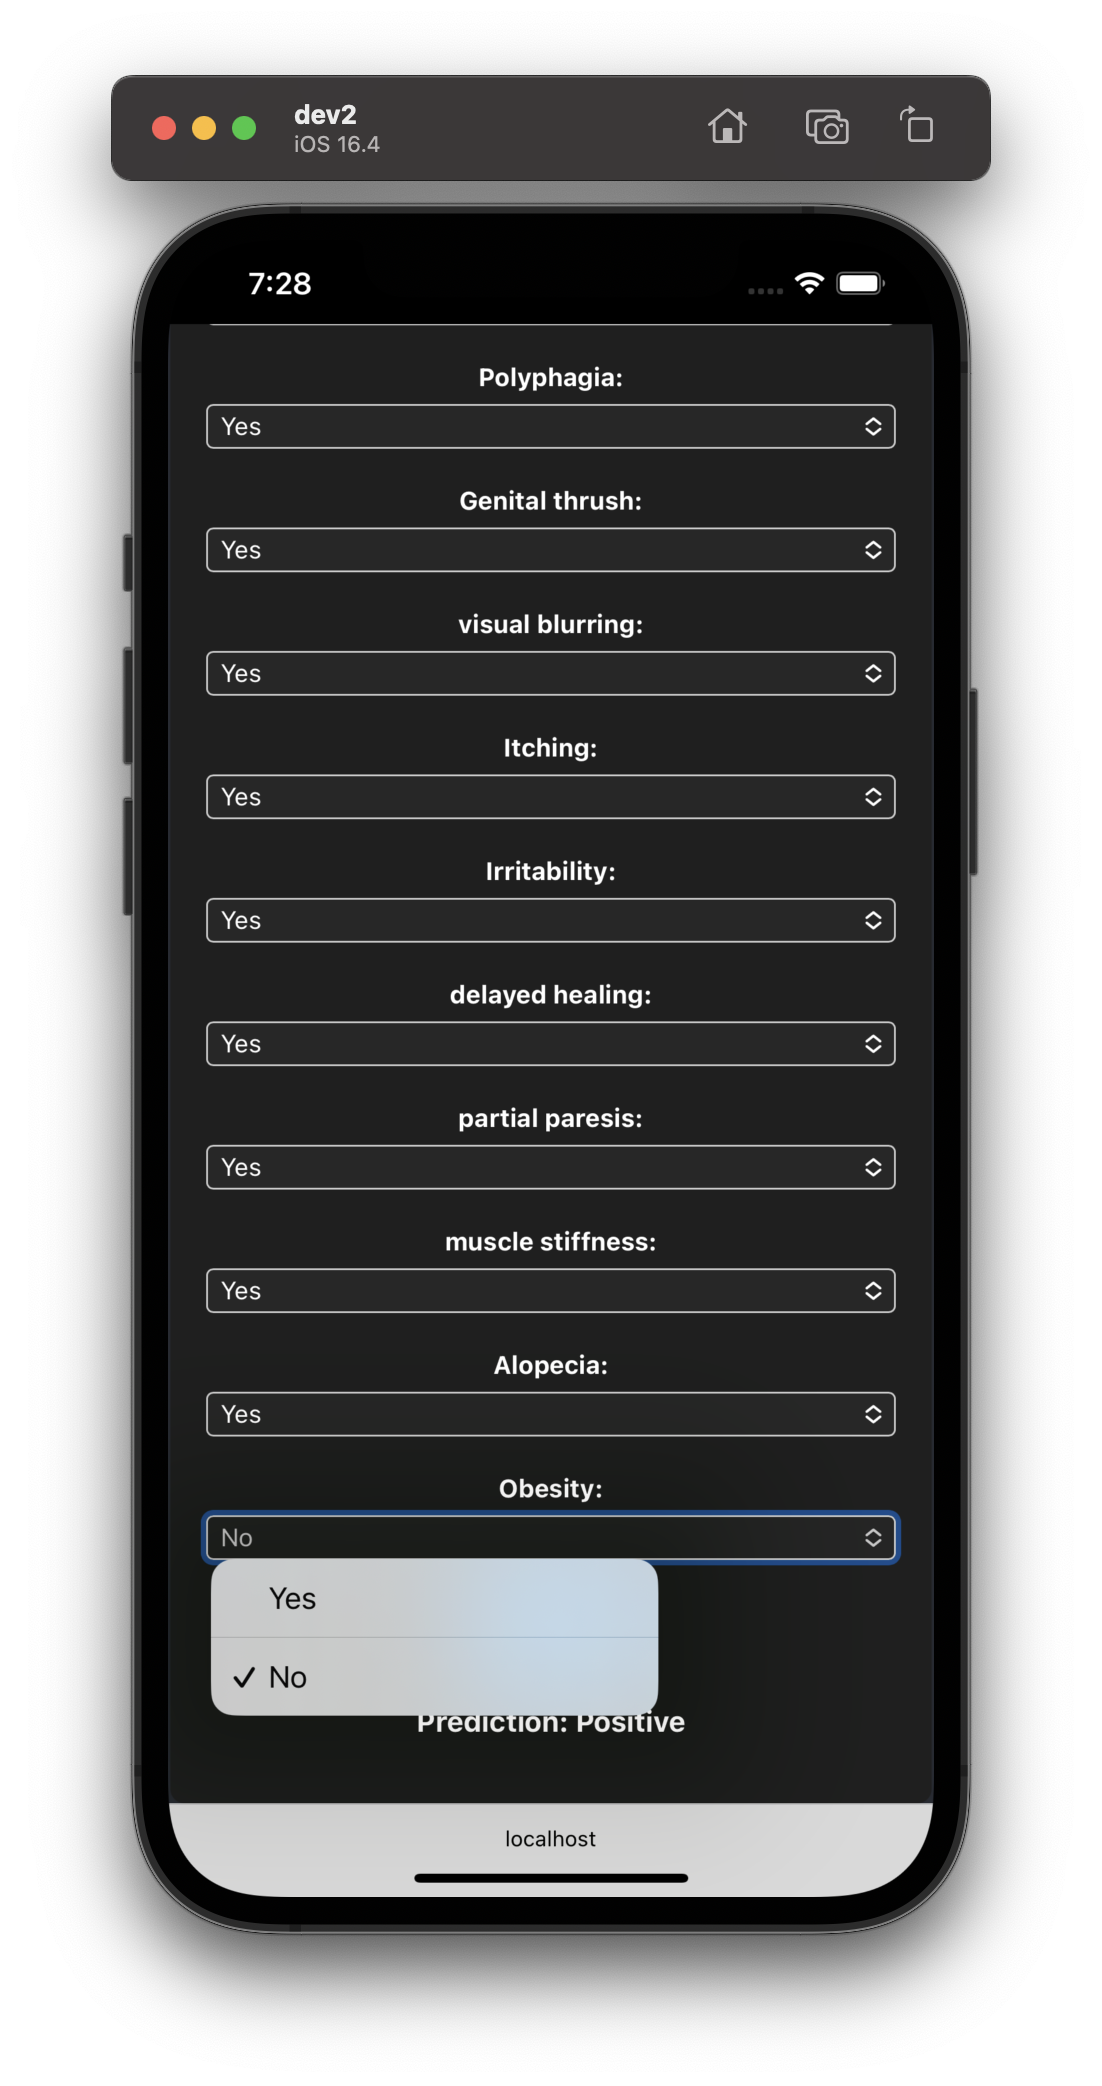 dev2
iOS 16.4
7:28
Polyphagia:
Yes
Genital thrush:
Yes
visual blurring:
Yes
Itching:
Yes
Irritability:
Yes
delayed healing:
Yes
partial paresis:
Yes
muscle stiffness:
Yes
Alopecia:
Yes
Obesity:
No
Yes
✓ No
Prediction: Positive
localhost